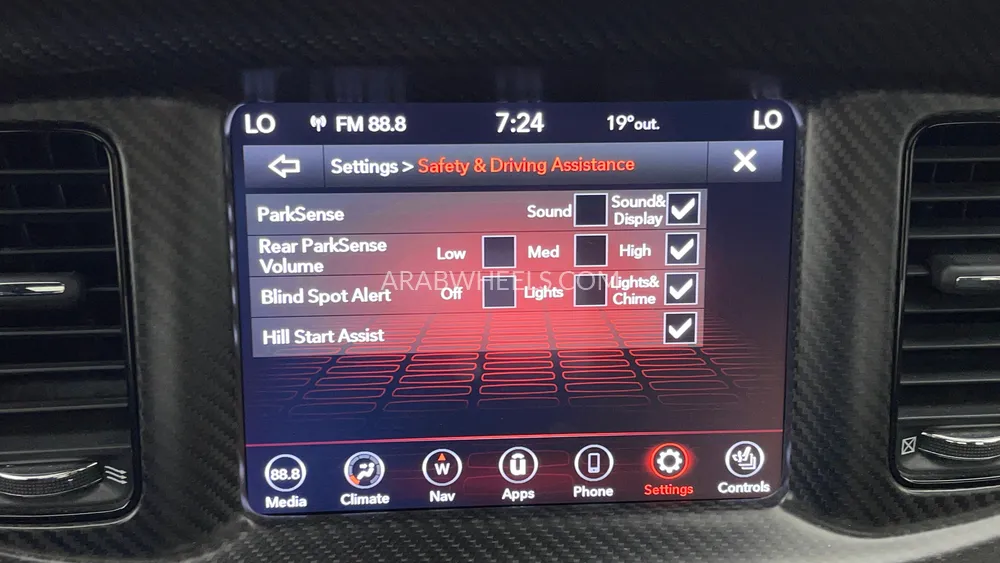 LO FM 88.8 7:24 19°out. LO
Settings > Safety & Driving Assistance
ParkSense Sound Sound&
Display
Rear ParkSense
Volume Low Med High
ARABWHEELS.COM
Blind Spot Alert Off Lights Lights&
Chime
Hill Start Assist
88.8 W
Media Climate Nav Apps Phone Settings Controls